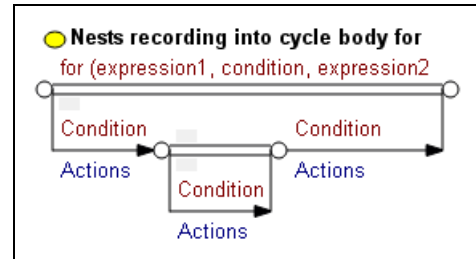 Nests recording into cycle body for
for (expression1, condition, expression2
Condition
Condition
Actions
Actions
Condition
Actions